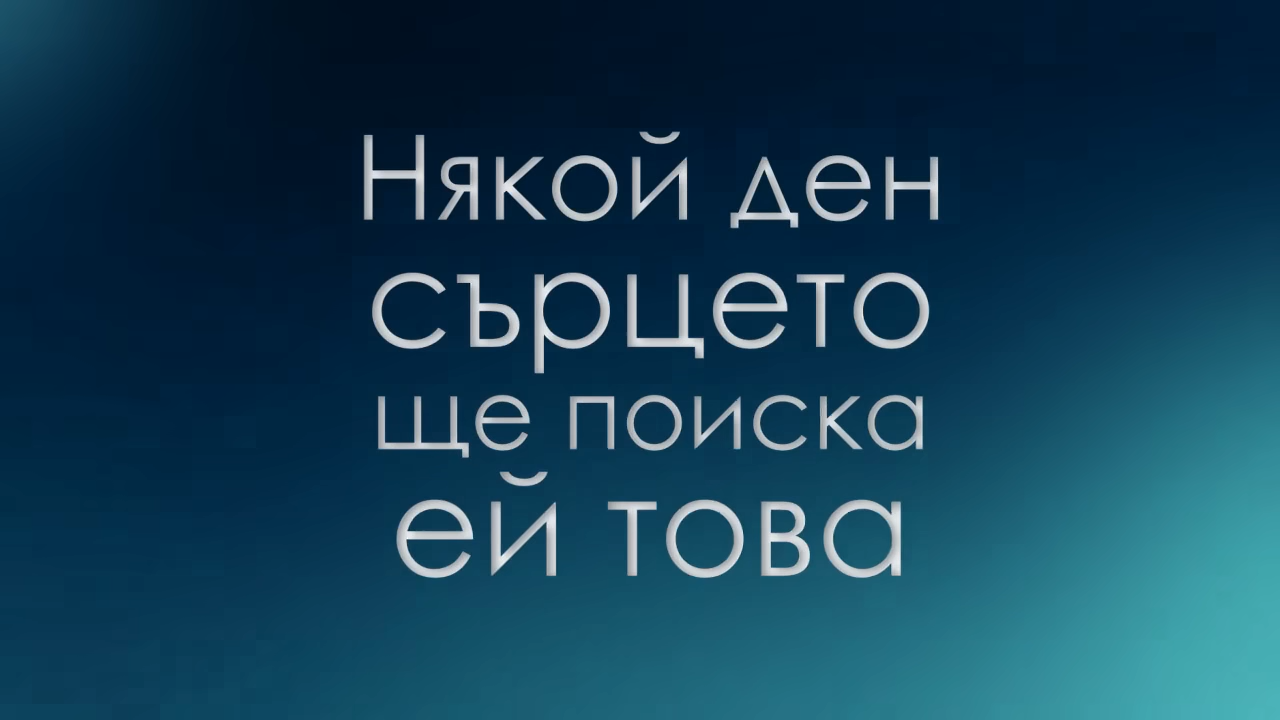 Някой ден
сърцето
ще поиска
ей това